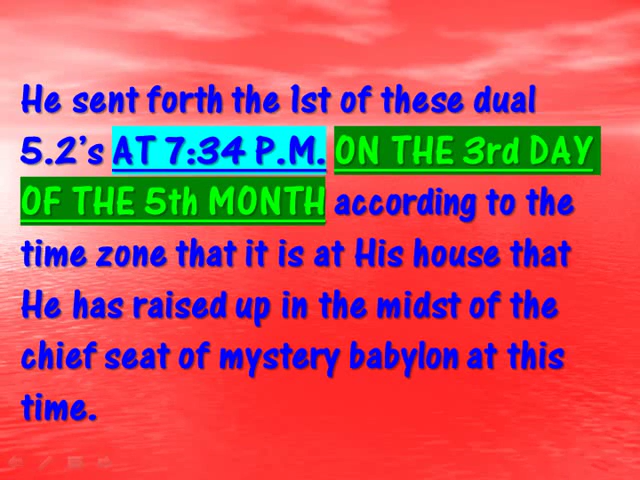 He sent forth the 1st of these dual
5.2's AT 7:34 P.M. ON THE 3rd DAY
OF THE 5th MONTH according to the
time zone that it is at His house that
He has raised up in the midst of the
chief seat of mystery babylon at this
time.